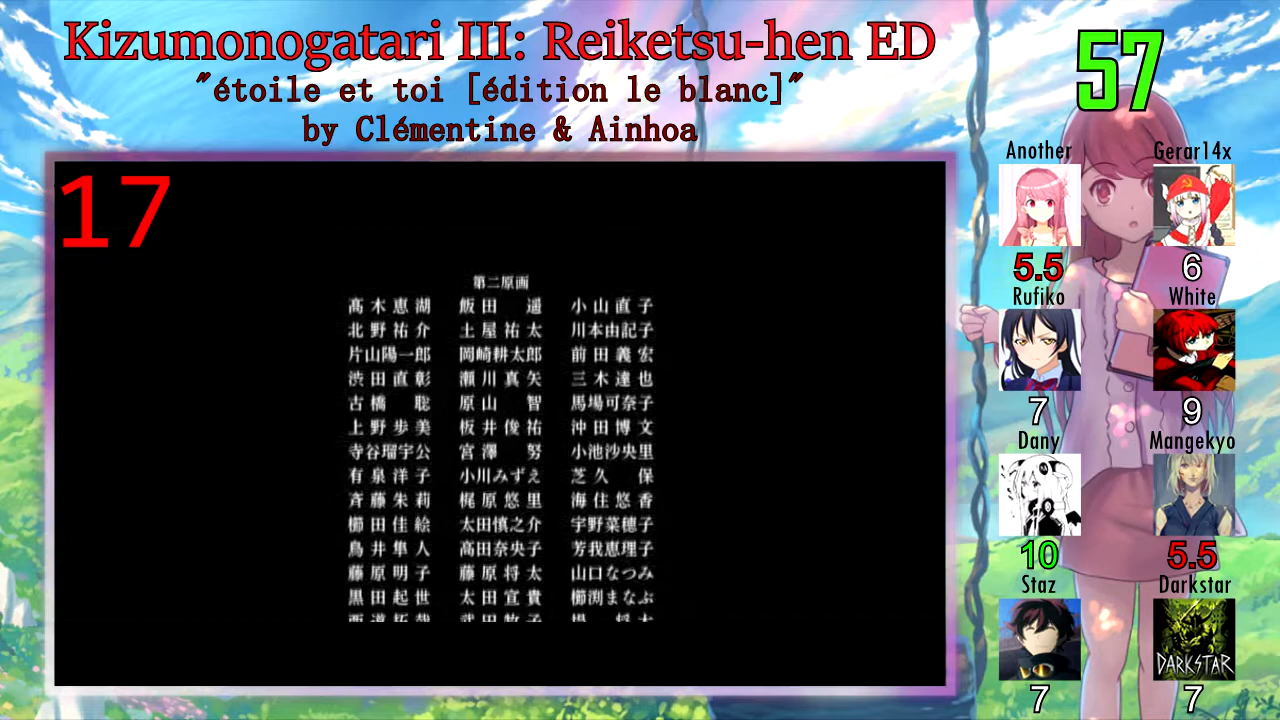 Kizumonogatari III: Reiketsu-hen ED
"étoile et toi [édition le blanc]"
by Clémentine & Ainhoa
57
17
第二原画
髙木恵湖 飯田 遥 小山直子
北野祐介 土屋祐太 川本由記子
片山陽一郎 岡崎耕太郎 前田義宏
渋田直彰 瀬川真矢 三木達也
古橋 聡 原山 智 馬場可奈子
上野歩美 板井俊祐 沖田博文
寺谷瑠宇公 宮澤 努 小池沙央里
有泉洋子 小川みずえ 芝久 保
斉藤朱莉 梶原悠里 海住悠香
櫛田佳絵 太田慎之介 宇野菜穂子
鳥井隼人 高田奈央子 芳我恵理子
藤原明子 藤原将太 山口なつみ
黒田起世 太田宣貴 櫛渕まなぶ
Another Gerar14x
5.5 6
Rufiko White
7 9
Dany Mangekyo
10 5.5
Staz Darkstar
DARKSTAR
7 7